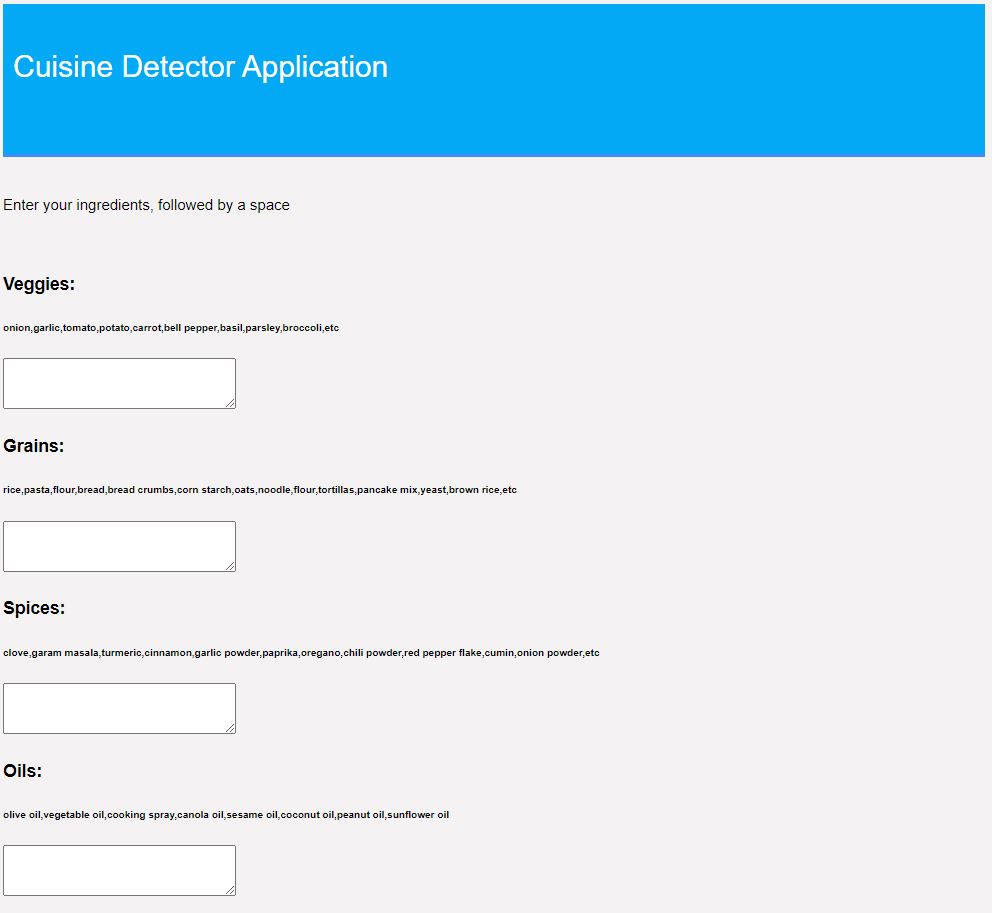 Cuisine Detector Application
Enter your ingredients, followed by a space
Veggies:
onion,garlic,tomato,potato,carrot,bell pepper,basil,parsley,broccoli,etc
Grains:
rice,pasta,flour,bread,bread crumbs,corn starch,oats,noodle,flour,tortillas,pancake mix,yeast,brown rice,etc
Spices:
clove,garam masala,turmeric,cinnamon,garlic powder,paprika,oregano,chili powder,red pepper flake,cumin,onion powder,etc
Oils:
olive oil,vegetable oil,cooking spray,canola oil,sesame oil,coconut oil,peanut oil,sunflower oil